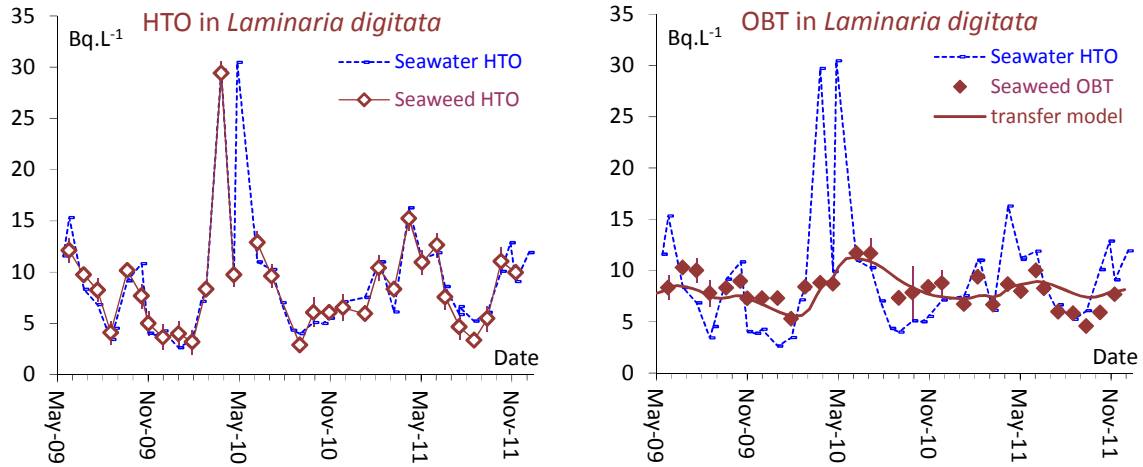 HTO in Laminaria digitata
Bq.L-1
35
30
25
20
15
10
5
0
Seawater HTO
Seaweed HTO
Date
May-09
Nov-09
May-10
Nov-10
May-11
Nov-11
OBT in Laminaria digitata
Bq.L-1
35
30
25
20
15
10
5
0
Seawater HTO
Seaweed OBT
transfer model
Date
May-09
Nov-09
May-10
Nov-10
May-11
Nov-11